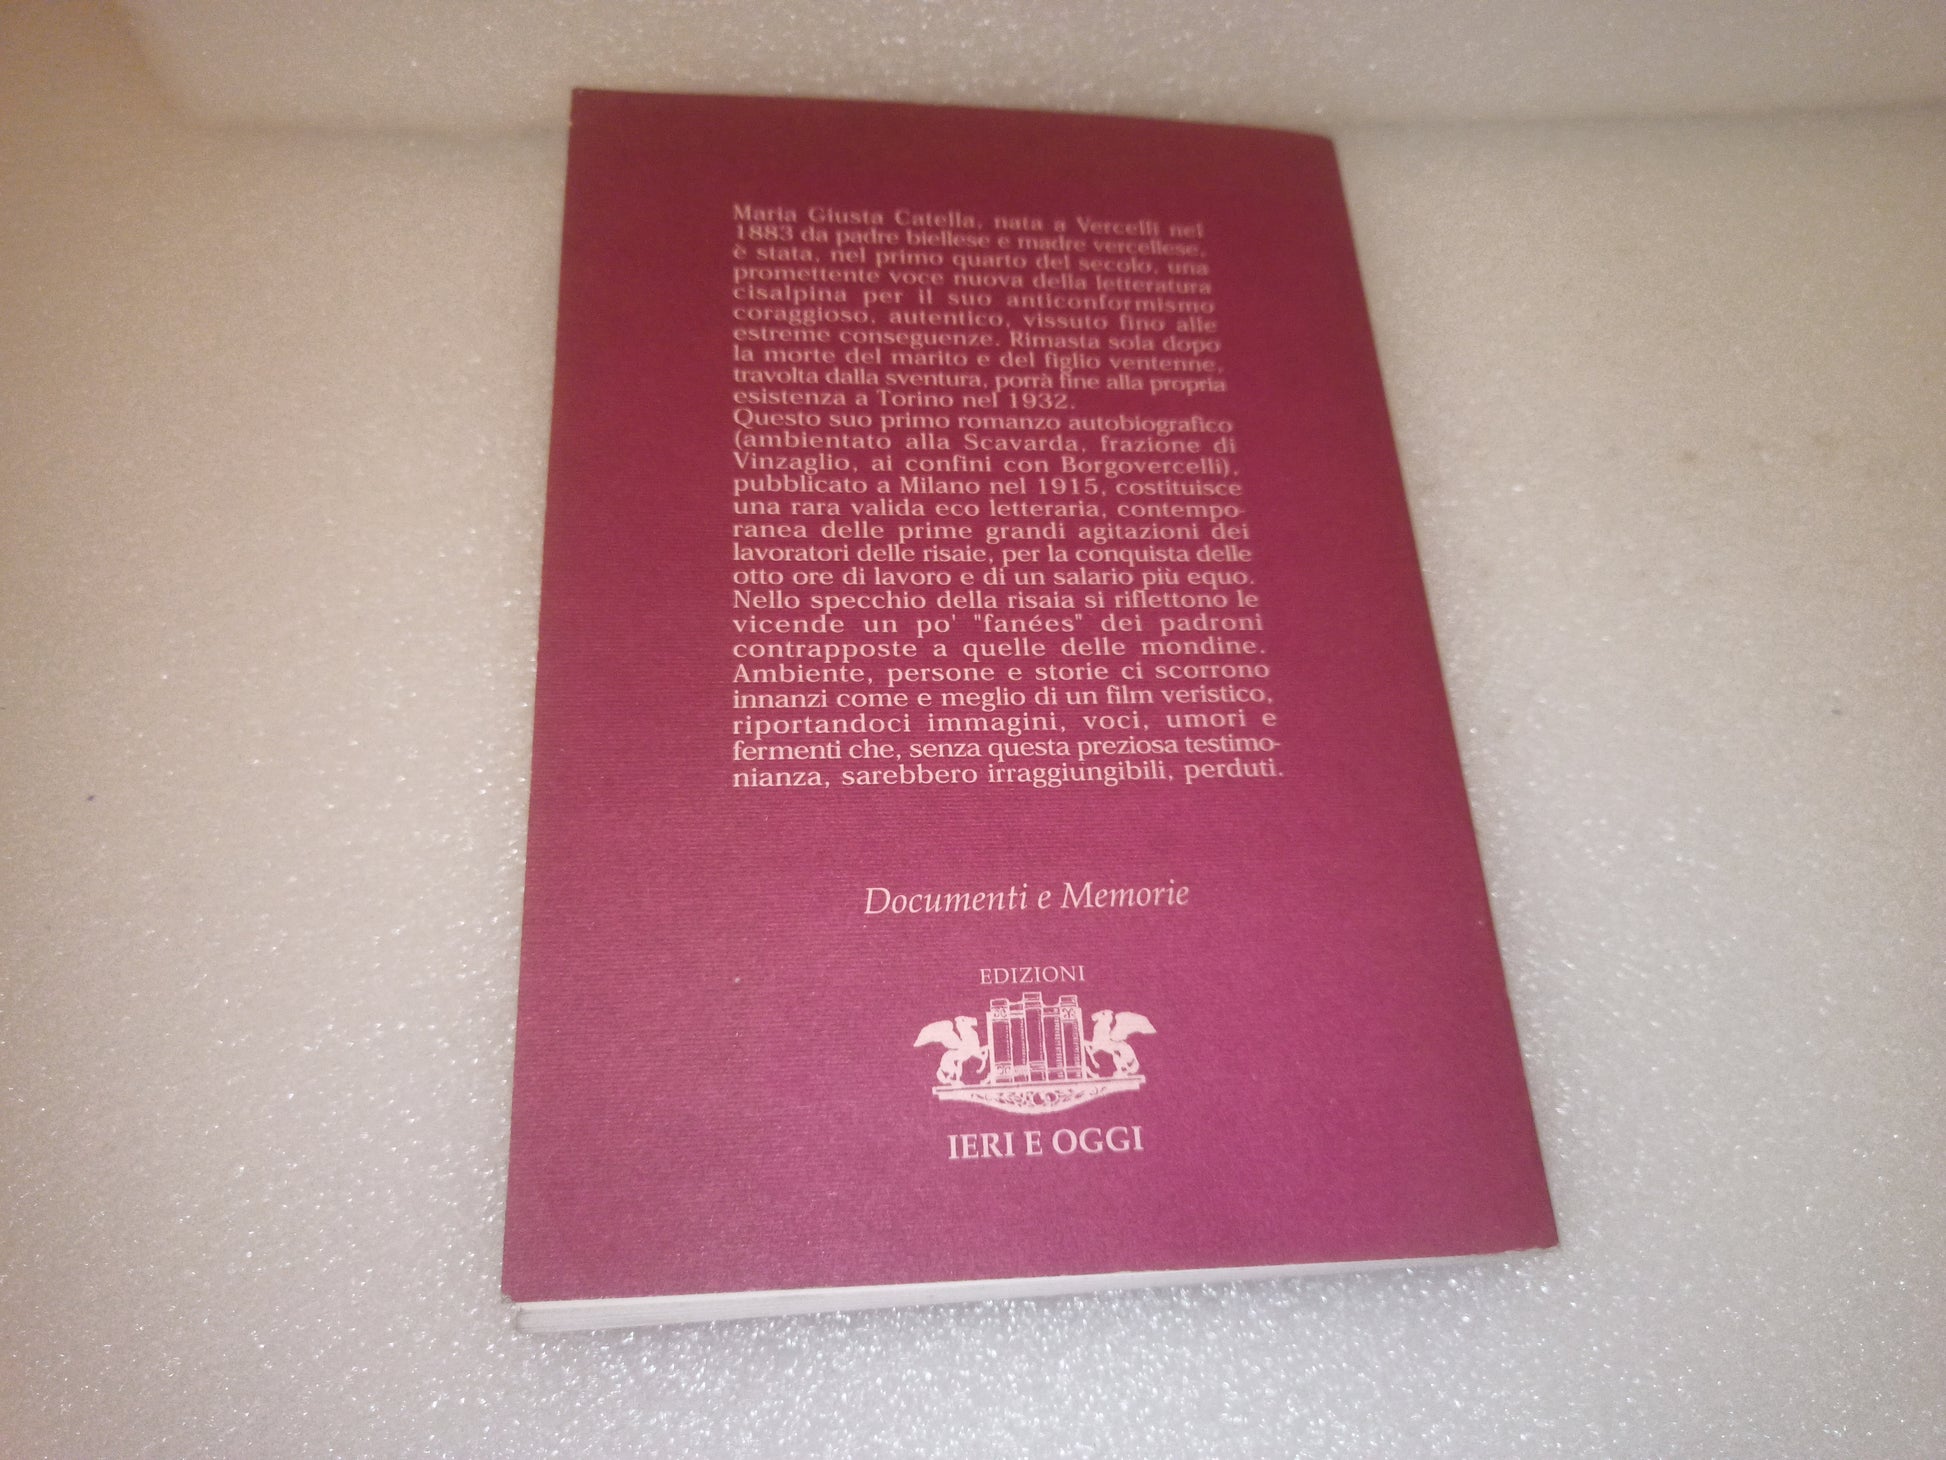 Maria Giusta Catella, nata a Vercelli nel
1883 da padre biellese e madre vercellese,
è stata, nel primo quarto del secolo, una
promettente voce nuova della letteratura
cisalpina per il suo anticonformismo
coraggioso, autentico, vissuto fino alle
estreme conseguenze. Rimasta sola dopo
la morte del marito e del figlio ventenne,
travolta dalla sventura, porrà fine alla propria
esistenza a Torino nel 1932.
Questo suo primo romanzo autobiografico
(ambientato alla Scavarda, frazione di
Vinzaglio, ai confini con Borgovercelli),
pubblicato a Milano nel 1915, costituisce
una rara valida eco letteraria, contempo-
ranea delle prime grandi agitazioni dei
lavoratori delle risaie, per la conquista delle
otto ore di lavoro e di un salario più equo.
Nello specchio della risaia si riflettono le
vicende un po' "fanées" dei padroni
contrapposte a quelle delle mondine.
Ambiente, persone e storie ci scorrono
innanzi come e meglio di un film veristico,
riportandoci immagini, voci, umori e
fermenti che, senza questa preziosa testimo-
nianza, sarebbero irraggiungibili, perduti.
Documenti e Memorie
EDIZIONI
IERI E OGGI